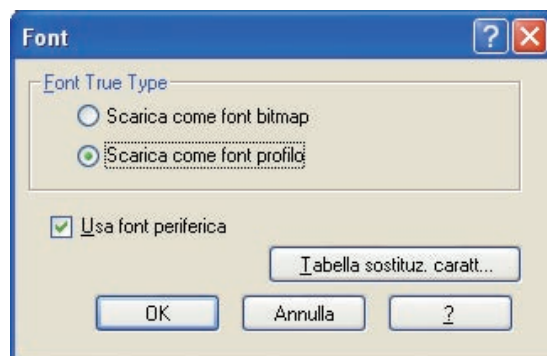 Font
Font True Type
Scarica come font bitmap
Scarica come font profilo
Usa font periferica
Tabella sostituz. caratt...
OK
Annulla
?